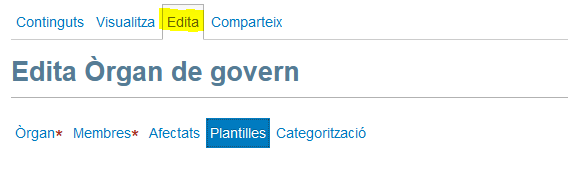 Continguts Visualitza Edita Comparteix
Edita Òrgan de govern
Òrgan* Membres* Afectats Plantilles Categorització